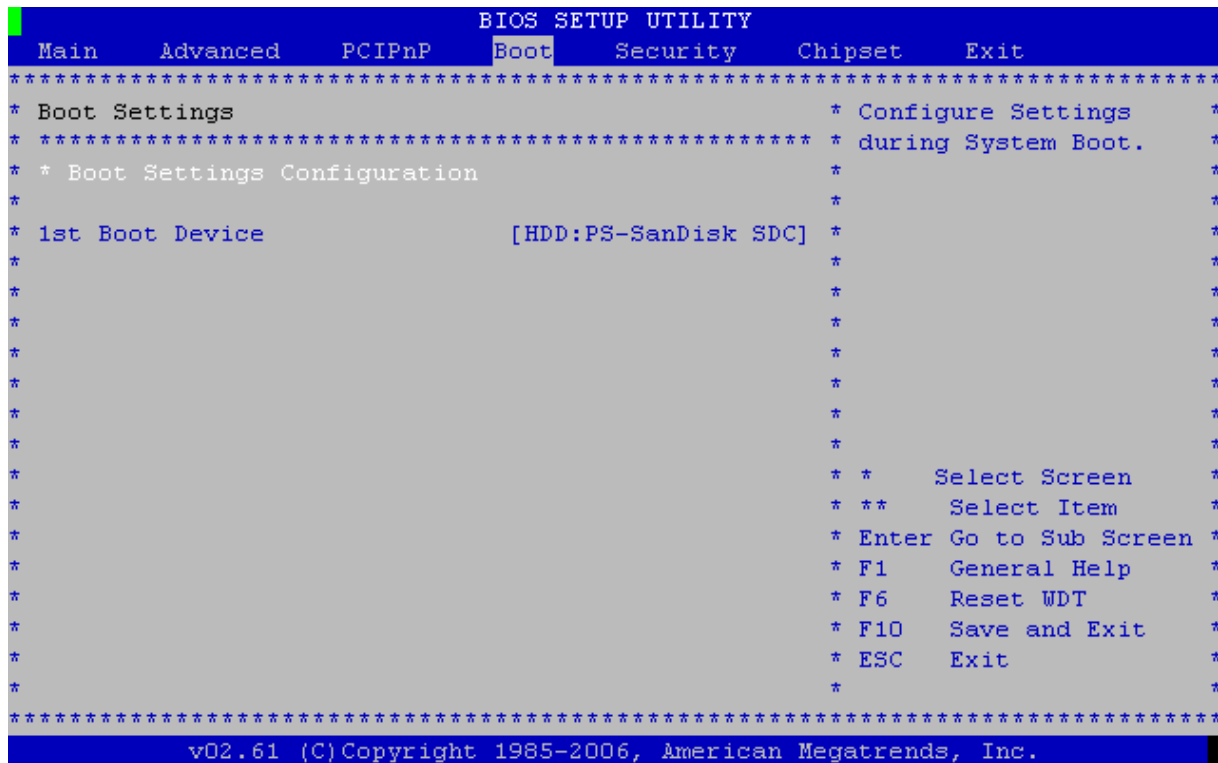 BIOS SETUP UTILITY
Main Advanced PCIPnP Boot Security Chipset Exit
********************************************************************************
* Boot Settings * Configure Settings *
* *************************************************** * during System Boot. *
* * Boot Settings Configuration * *
* * *
* 1st Boot Device [HDD:PS-SanDisk SDC] * *
* * *
* * *
* * *
* * *
* * *
* * *
* * *
* * * Select Screen *
* * ** Select Item *
* * Enter Go to Sub Screen *
* * F1 General Help *
* * F6 Reset WDT *
* * F10 Save and Exit *
* * ESC Exit *
* * *
********************************************************************************
v02.61 (C)Copyright 1985-2006, American Megatrends, Inc.